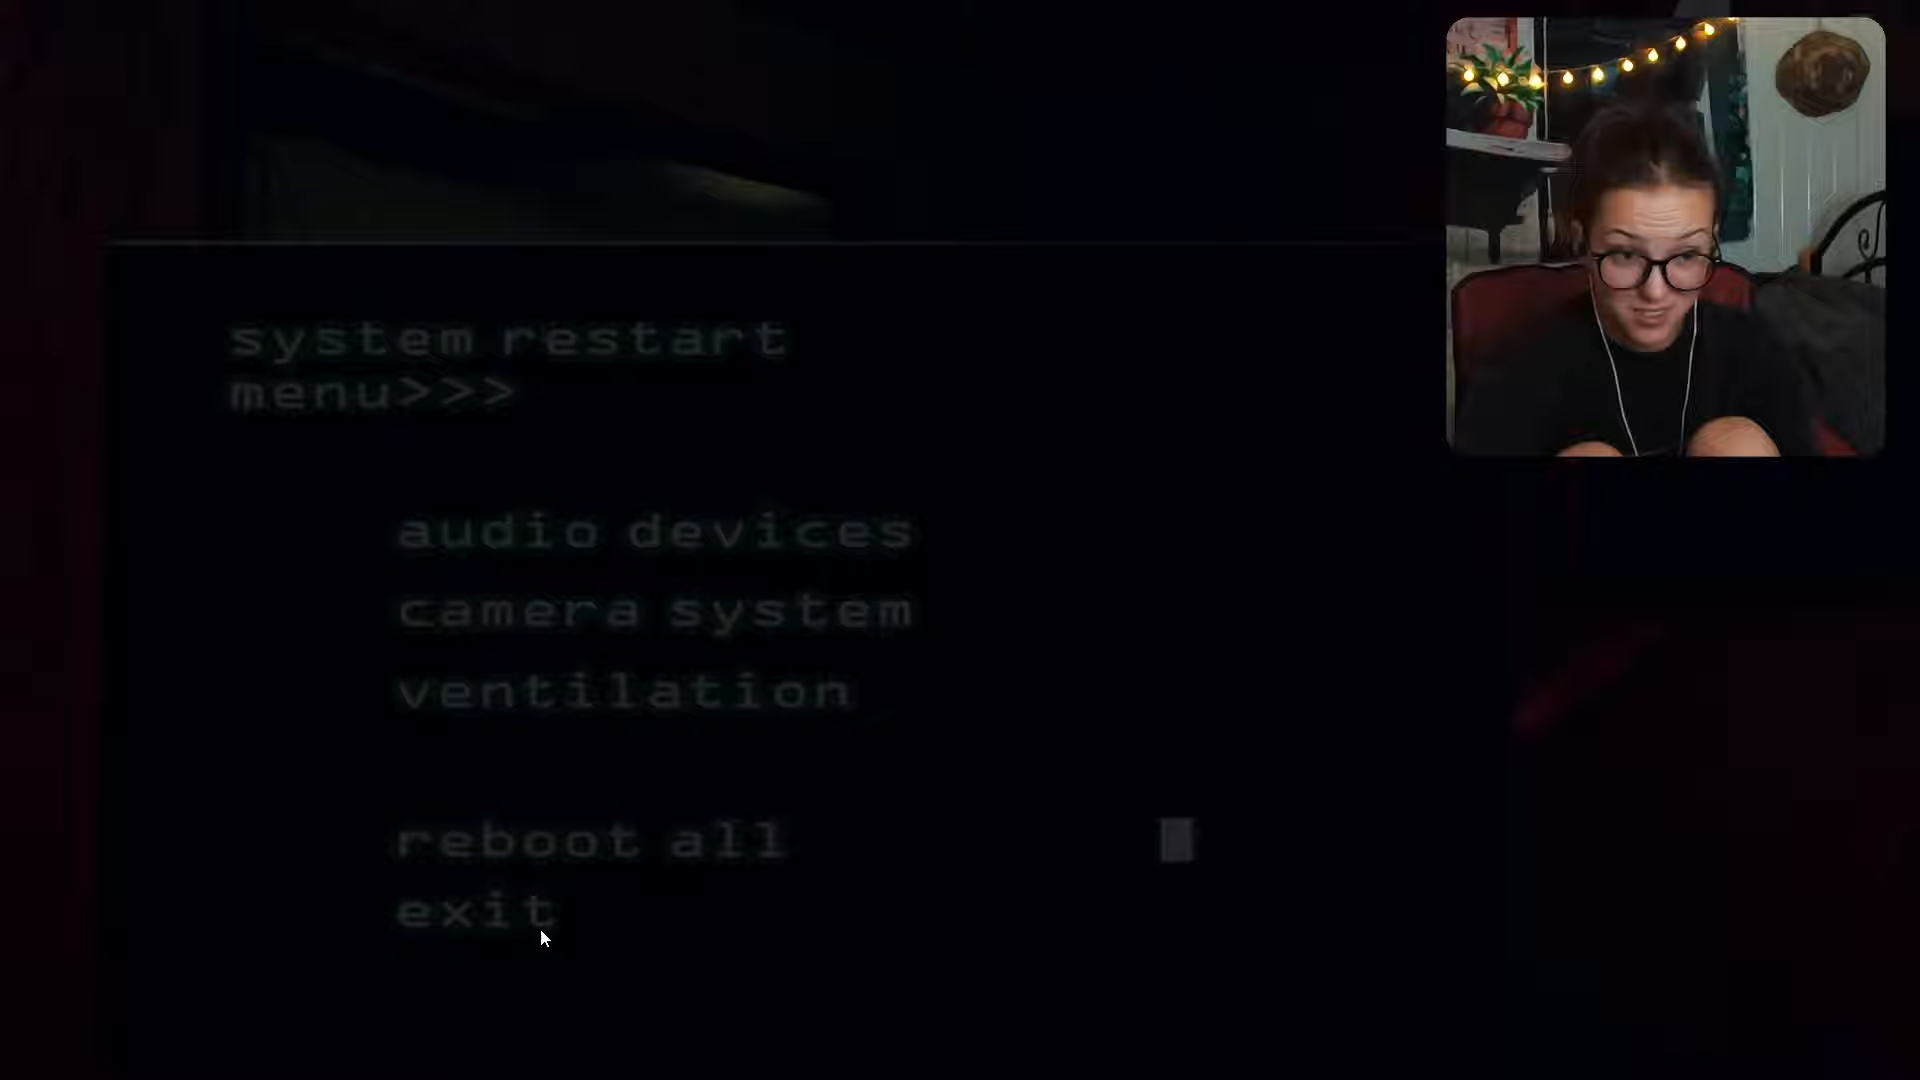 system restart
menu>>>
audio devices
camera system
ventilation
reboot all
exit